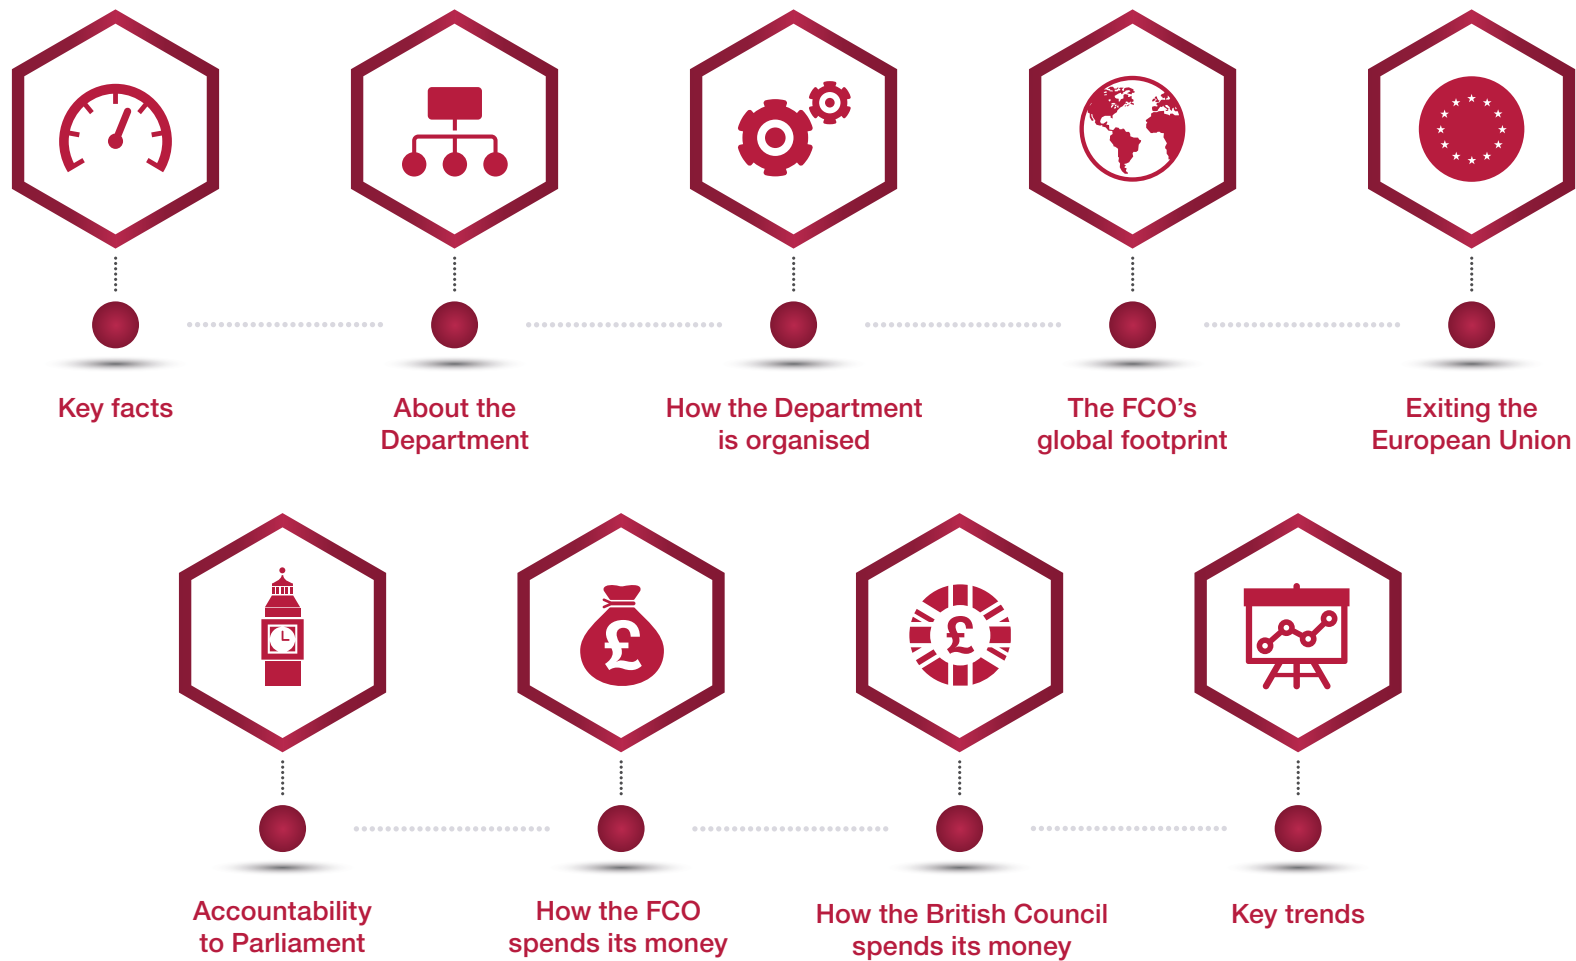 Key facts
About the
Department
How the Department
is organised
The FCO’s
global footprint
Exiting the
European Union
£
£
Accountability
to Parliament
How the FCO
spends its money
How the British Council
spends its money
Key trends